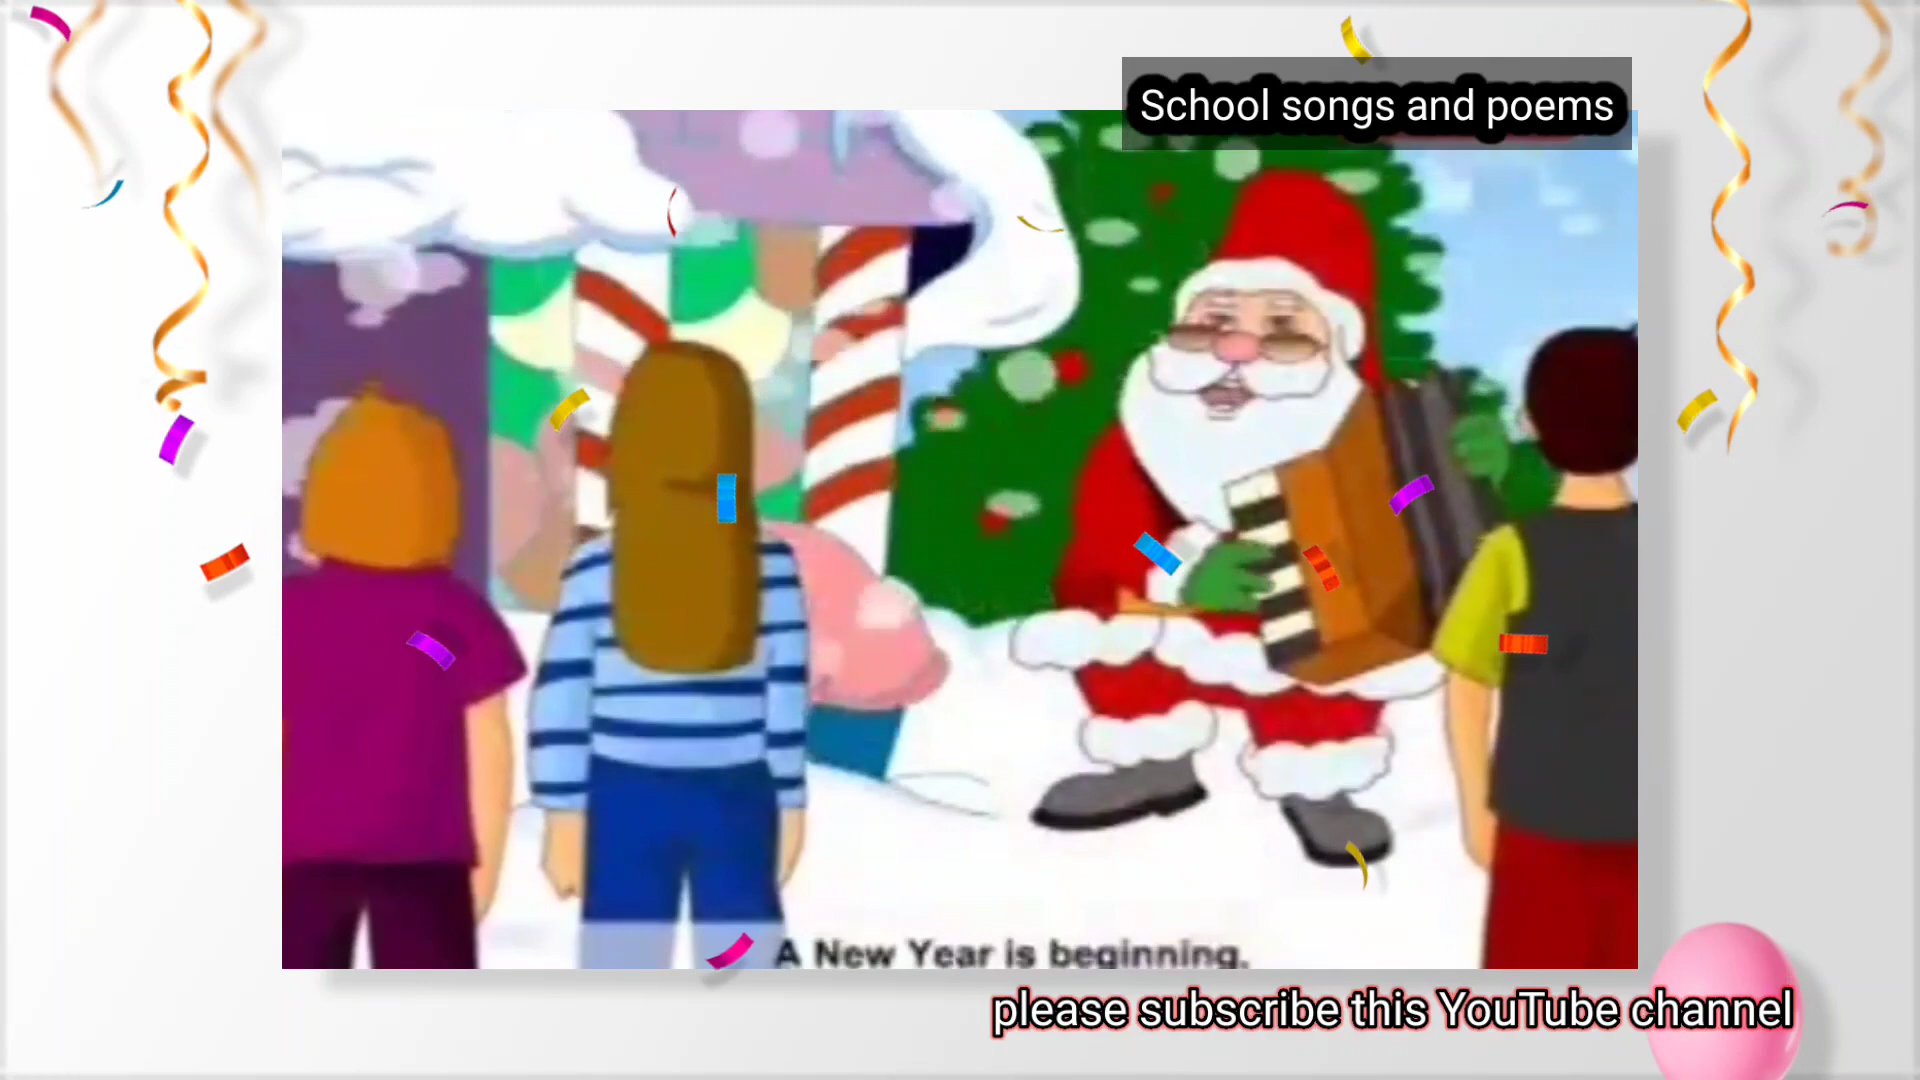 School songs and poems
A New Year is beginning.
please subscribe this YouTube channel